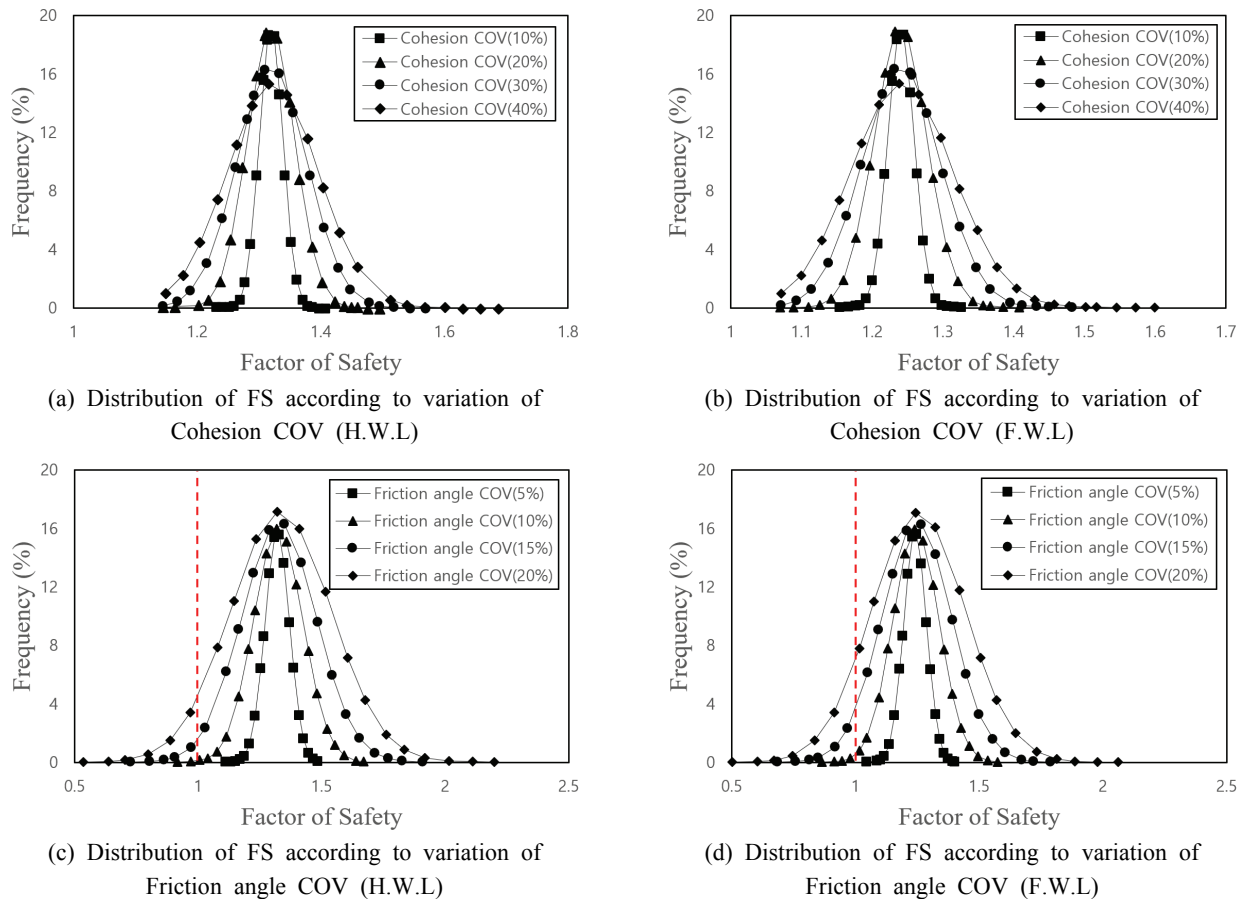 20
16
12
8
4
0
Frequency (%)
Cohesion COV(10%)
Cohesion COV(20%)
Cohesion COV(30%)
Cohesion COV(40%)
1
1.2
1.4
1.6
1.8
Factor of Safety
(a) Distribution of FS according to variation of
Cohesion COV (H.W.L)
20
16
12
8
4
0
Frequency (%)
Cohesion COV(10%)
Cohesion COV(20%)
Cohesion COV(30%)
Cohesion COV(40%)
1
1.1
1.2
1.3
1.4
1.5
1.6
1.7
Factor of Safety
(b) Distribution of FS according to variation of
Cohesion COV (F.W.L)
20
16
12
8
4
0
Frequency (%)
Friction angle COV(5%)
Friction angle COV(10%)
Friction angle COV(15%)
Friction angle COV(20%)
0.5
1
1.5
2
2.5
Factor of Safety
(c) Distribution of FS according to variation of
Friction angle COV (H.W.L)
20
16
12
8
4
0
Frequency (%)
Friction angle COV(5%)
Friction angle COV(10%)
Friction angle COV(15%)
Friction angle COV(20%)
0.5
1
1.5
2
2.5
Factor of Safety
(d) Distribution of FS according to variation of
Friction angle COV (F.W.L)